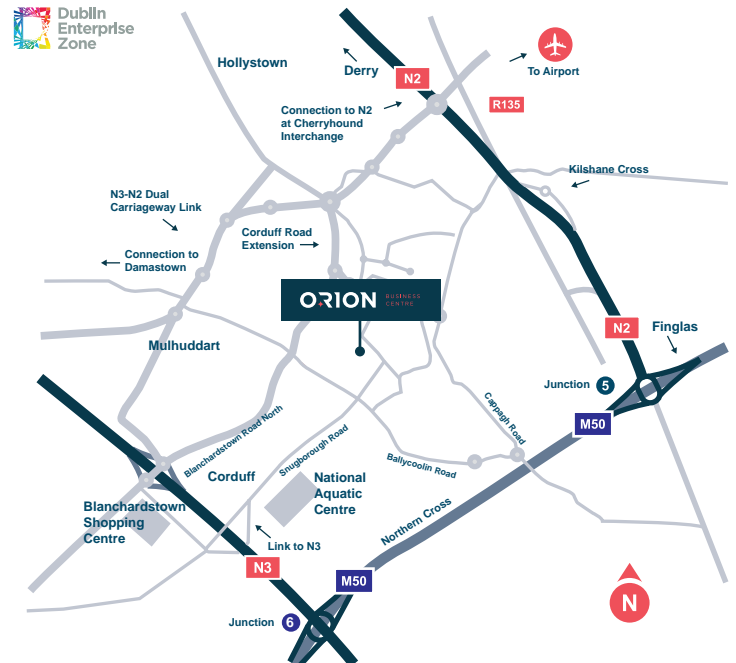 Dublin
Enterprise
Zone
Hollystown
Derry
N2
To Airport
R135
Connection to N2
at Cherryhound
Interchange
Kilshane Cross
N3-N2 Dual
Carriageway Link
Corduff Road
Extension
Connection to
Damastown
ORION
BUSINESS
CENTRE
N2
Finglas
Mulhuddart
Junction 5
M50
Cappagh Road
Blanchardstown Road North
Snugborough Road
Ballycoolin Road
Corduff
National
Aquatic
Centre
Blanchardstown
Shopping
Centre
Northern Cross
Link to N3
N3
M50
N
Junction 6